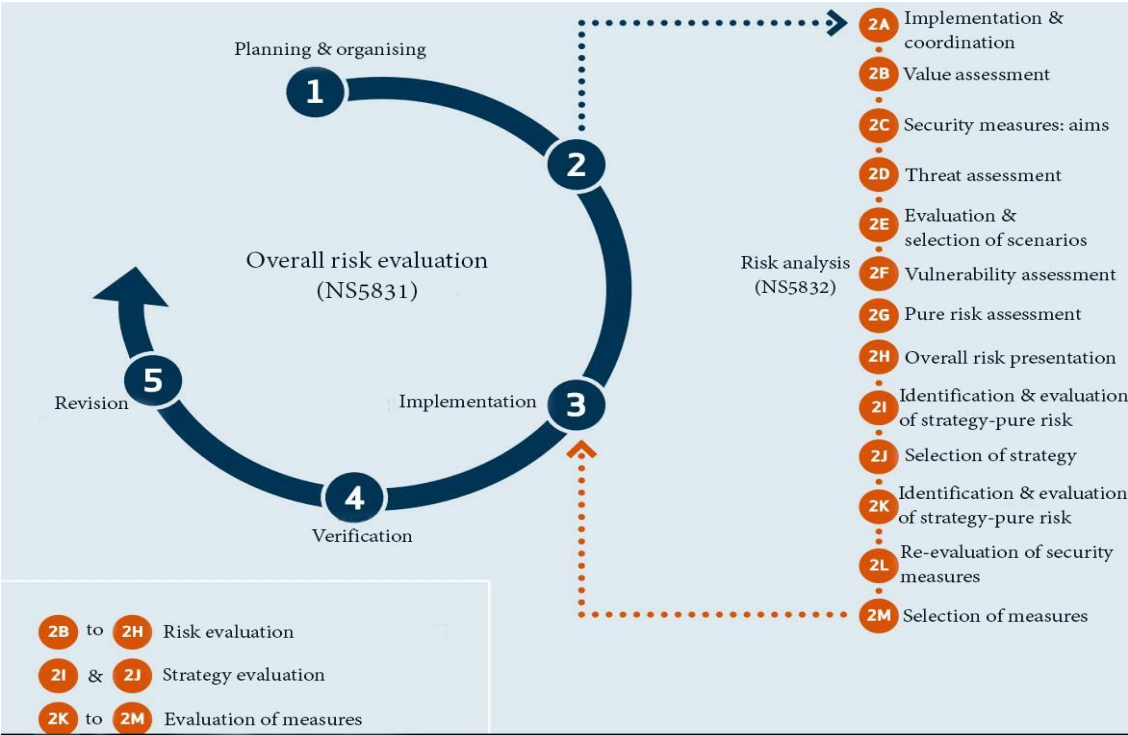 Planning & organising
1
2
Overall risk evaluation
(NS5831)
Implementation
3
4
Verification
5
Revision
Risk analysis
(NS5832)
2A Implementation &
coordination
2B Value assessment
2C Security measures: aims
2D Threat assessment
2E Evaluation &
selection of scenarios
2F Vulnerability assessment
2G Pure risk assessment
2H Overall risk presentation
2I Identification & evaluation
of strategy-pure risk
2J Selection of strategy
2K Identification & evaluation
of strategy-pure risk
2L Re-evaluation of security
measures
2M Selection of measures
2B to 2H Risk evaluation
2I & 2J Strategy evaluation
2K to 2M Evaluation of measures